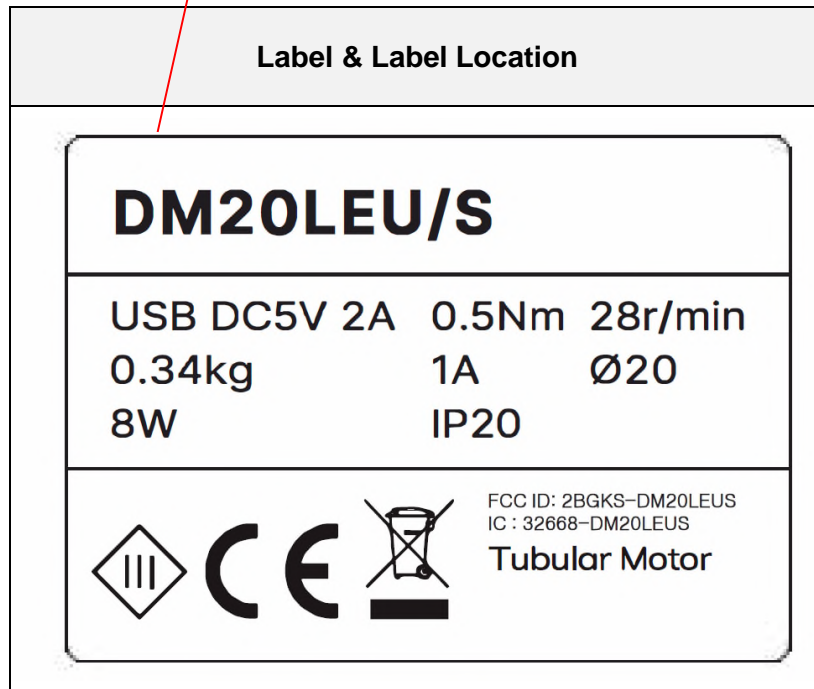 Label & Label Location
DM20LEU/S
USB DC5V 2A 0.5Nm 28r/min
0.34kg 1A Ø20
8W IP20
FCC ID: 2BGKS-DM20LEUS
IC : 32668-DM20LEUS
Tubular Motor
III
CE